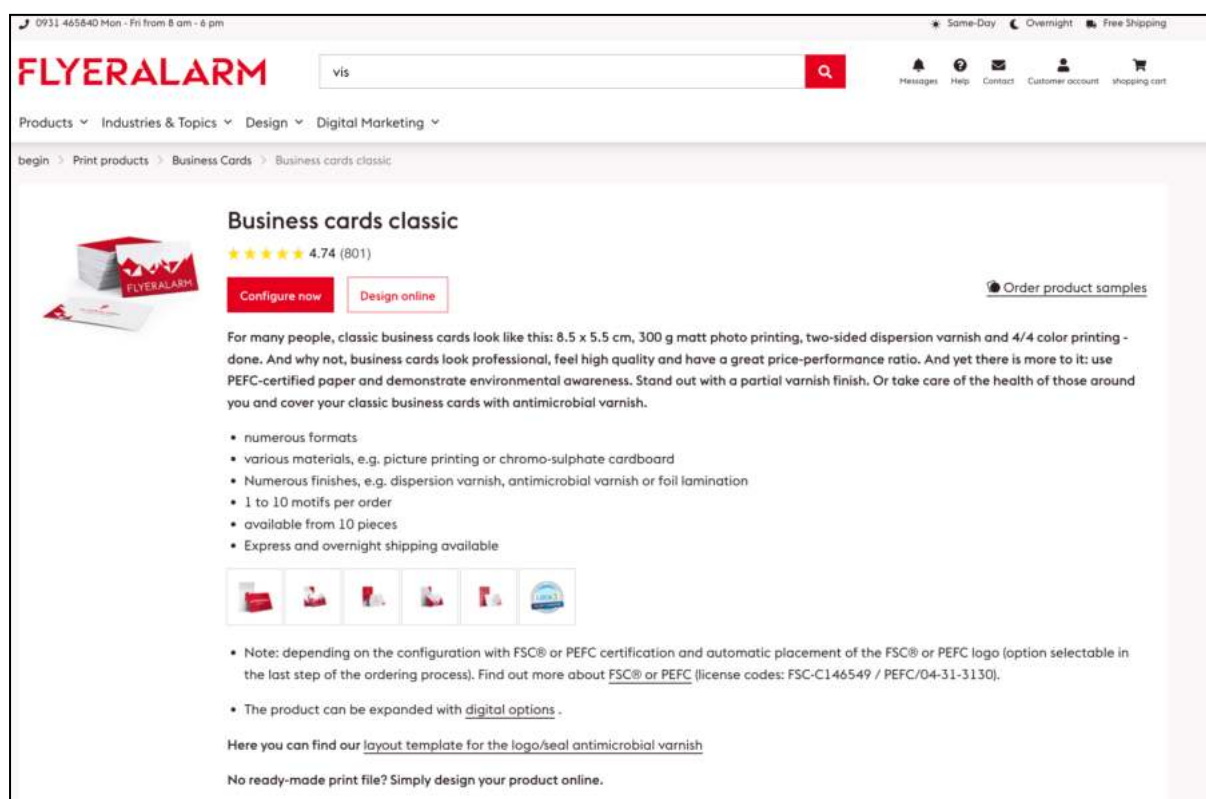 0931 465840 Mon - Fri from 8 am - 6 pm
Same-Day Overnight Free Shipping
FLYERALARM
vis
Messages Help Contact Customer account shopping cart
Products Industries & Topics Design Digital Marketing
begin > Print products > Business Cards > Business cards classic
Business cards classic
4.74 (801)
Configure now Design online
Order product samples
FLYERALARM
For many people, classic business cards look like this: 8.5 x 5.5 cm, 300 g matt photo printing, two-sided dispersion varnish and 4/4 color printing -
done. And why not, business cards look professional, feel high quality and have a great price-performance ratio. And yet there is more to it: use
PEFC-certified paper and demonstrate environmental awareness. Stand out with a partial varnish finish. Or take care of the health of those around
you and cover your classic business cards with antimicrobial varnish.
• numerous formats
• various materials, e.g. picture printing or chromo-sulphate cardboard
• Numerous finishes, e.g. dispersion varnish, antimicrobial varnish or foil lamination
• 1 to 10 motifs per order
• available from 10 pieces
• Express and overnight shipping available
• Note: depending on the configuration with FSC® or PEFC certification and automatic placement of the FSC® or PEFC logo (option selectable in
the last step of the ordering process). Find out more about FSC® or PEFC (license codes: FSC-C146549 / PEFC/04-31-3130).
• The product can be expanded with digital options .
Here you can find our layout template for the logo/seal antimicrobial varnish
No ready-made print file? Simply design your product online.